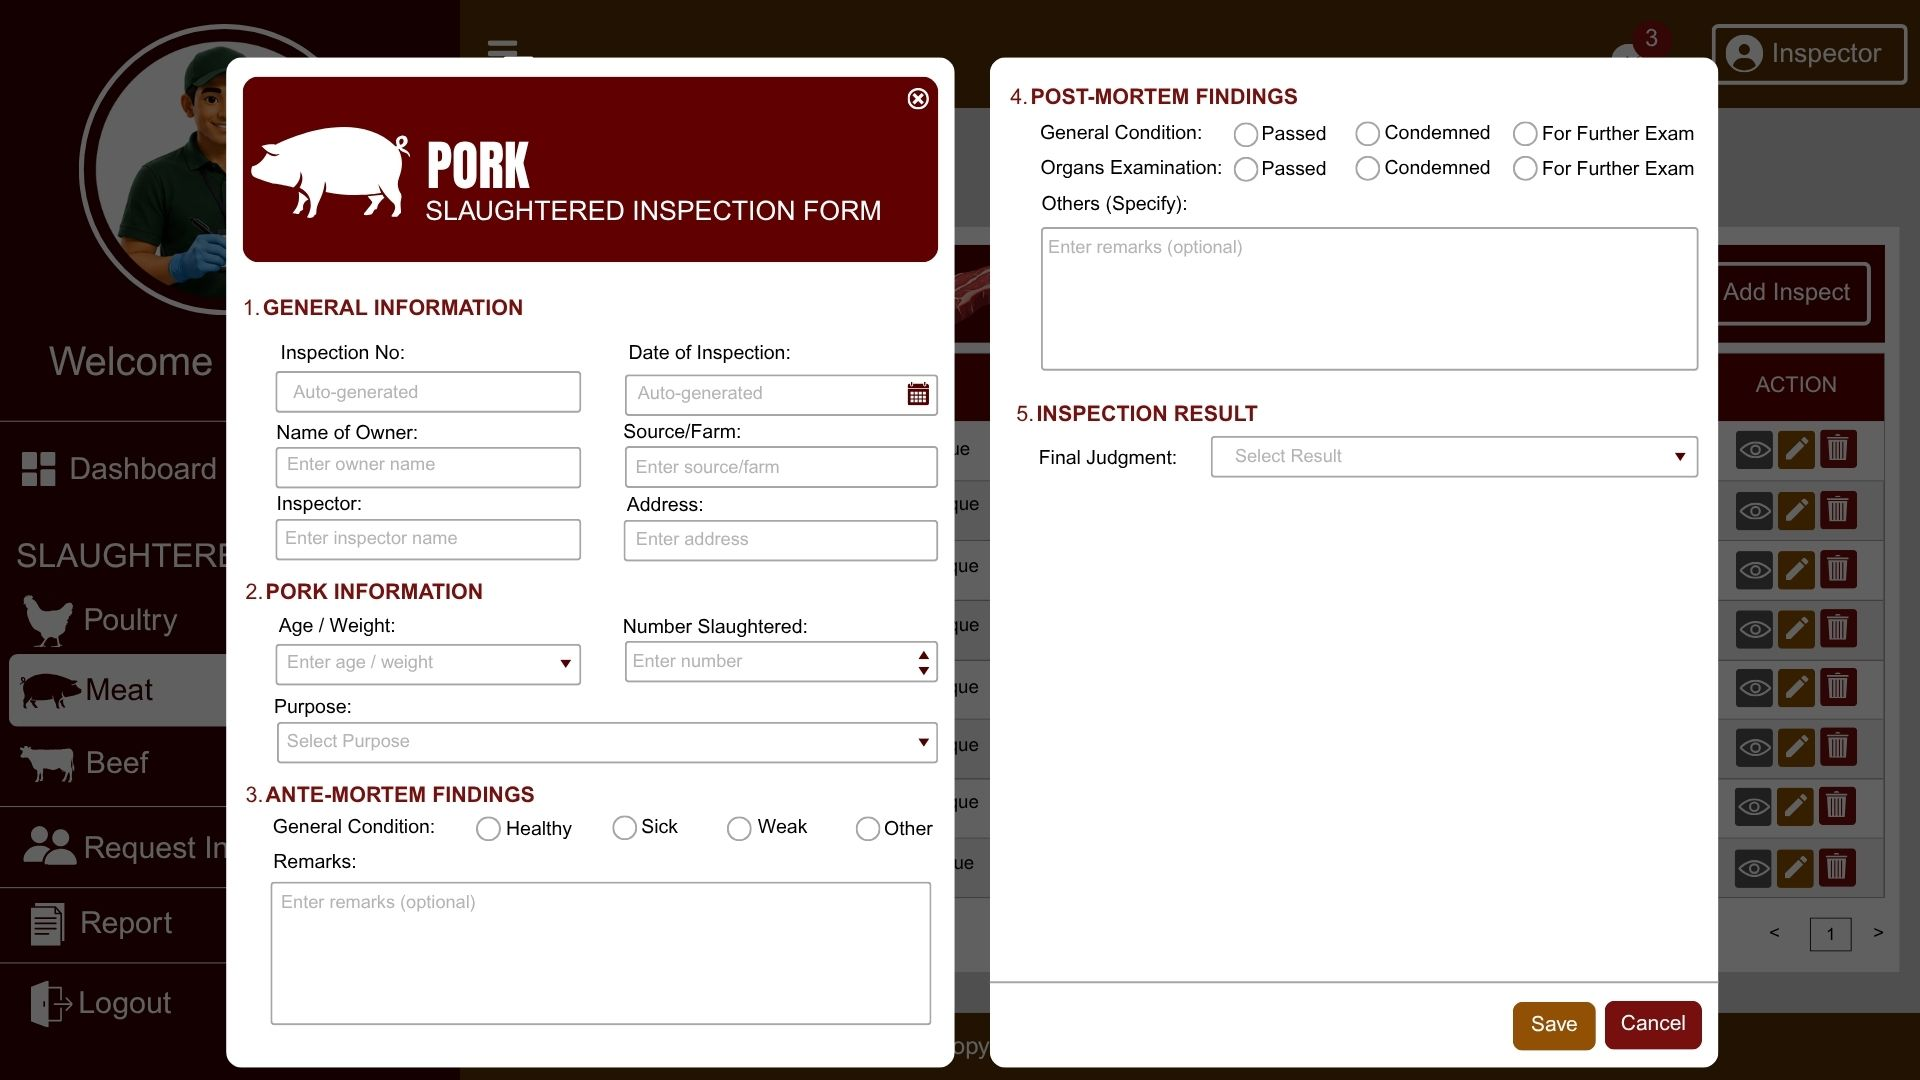 3
Inspector
Welcome
Dashboard
SLAUGHTERE
Poultry
Meat
Beef
Request In
Report
Logout
PORK
SLAUGHTERED INSPECTION FORM
1. GENERAL INFORMATION
Inspection No:
Auto-generated
Date of Inspection:
Auto-generated
Name of Owner:
Enter owner name
Source/Farm:
Enter source/farm
Inspector:
Enter inspector name
Address:
Enter address
2. PORK INFORMATION
Age / Weight:
Enter age / weight
Number Slaughtered:
Enter number
Purpose:
Select Purpose
3. ANTE-MORTEM FINDINGS
General Condition: Healthy Sick Weak Other
Remarks:
Enter remarks (optional)
4. POST-MORTEM FINDINGS
General Condition: Passed Condemned For Further Exam
Organs Examination: Passed Condemned For Further Exam
Others (Specify):
Enter remarks (optional)
5. INSPECTION RESULT
Final Judgment: Select Result
Save
Cancel
Add Inspect
ACTION
< 1 >